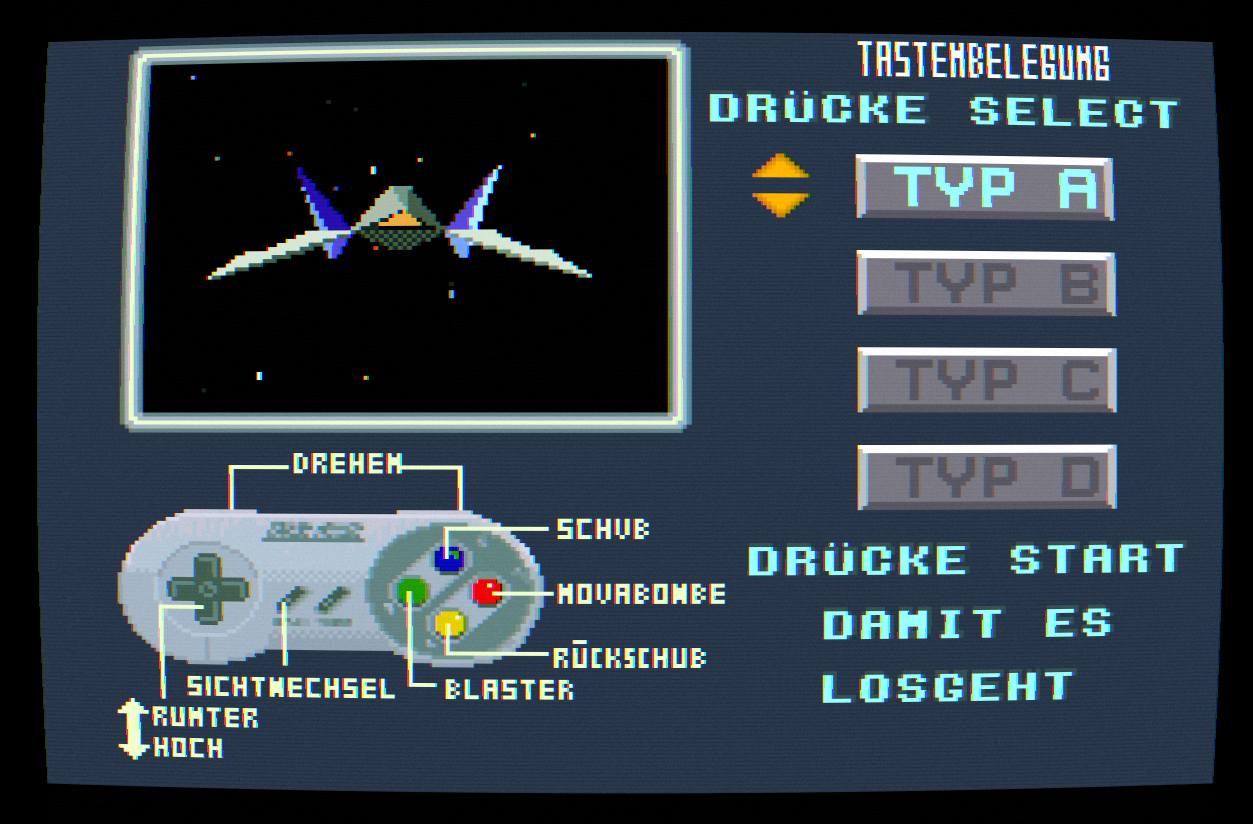 TASTENBELEGUNG
DRÜCKE SELECT
TYP A
TYP B
TYP C
TYP D
DREHEN
SCHUB
NOVABOMBE
RÜCKSCHUB
SICHTWECHSEL
BLASTER
RUNTER
HOCH
DRÜCKE START
DAMIT ES
LOSGEHT